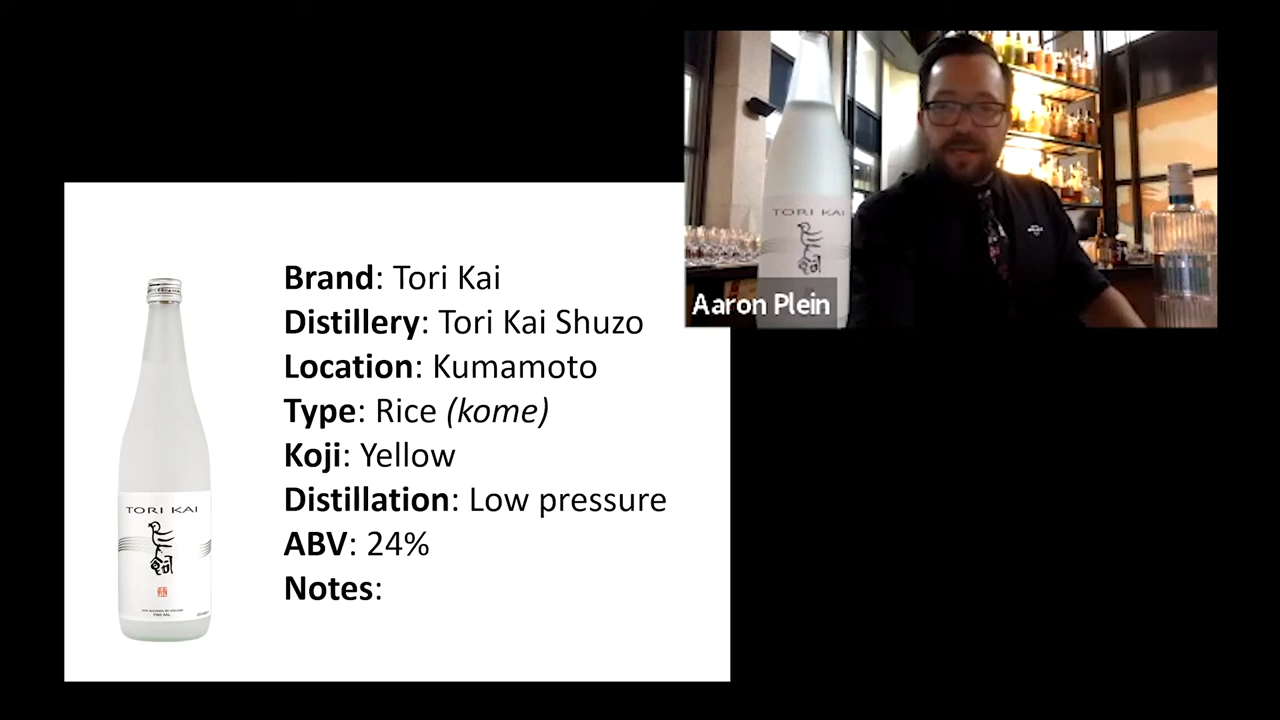 Brand: Tori Kai
Distillery: Tori Kai Shuzo
Location: Kumamoto
Type: Rice (kome)
Koji: Yellow
Distillation: Low pressure
ABV: 24%
Notes:
TORI KAI
TORI KAI
Aaron Plein